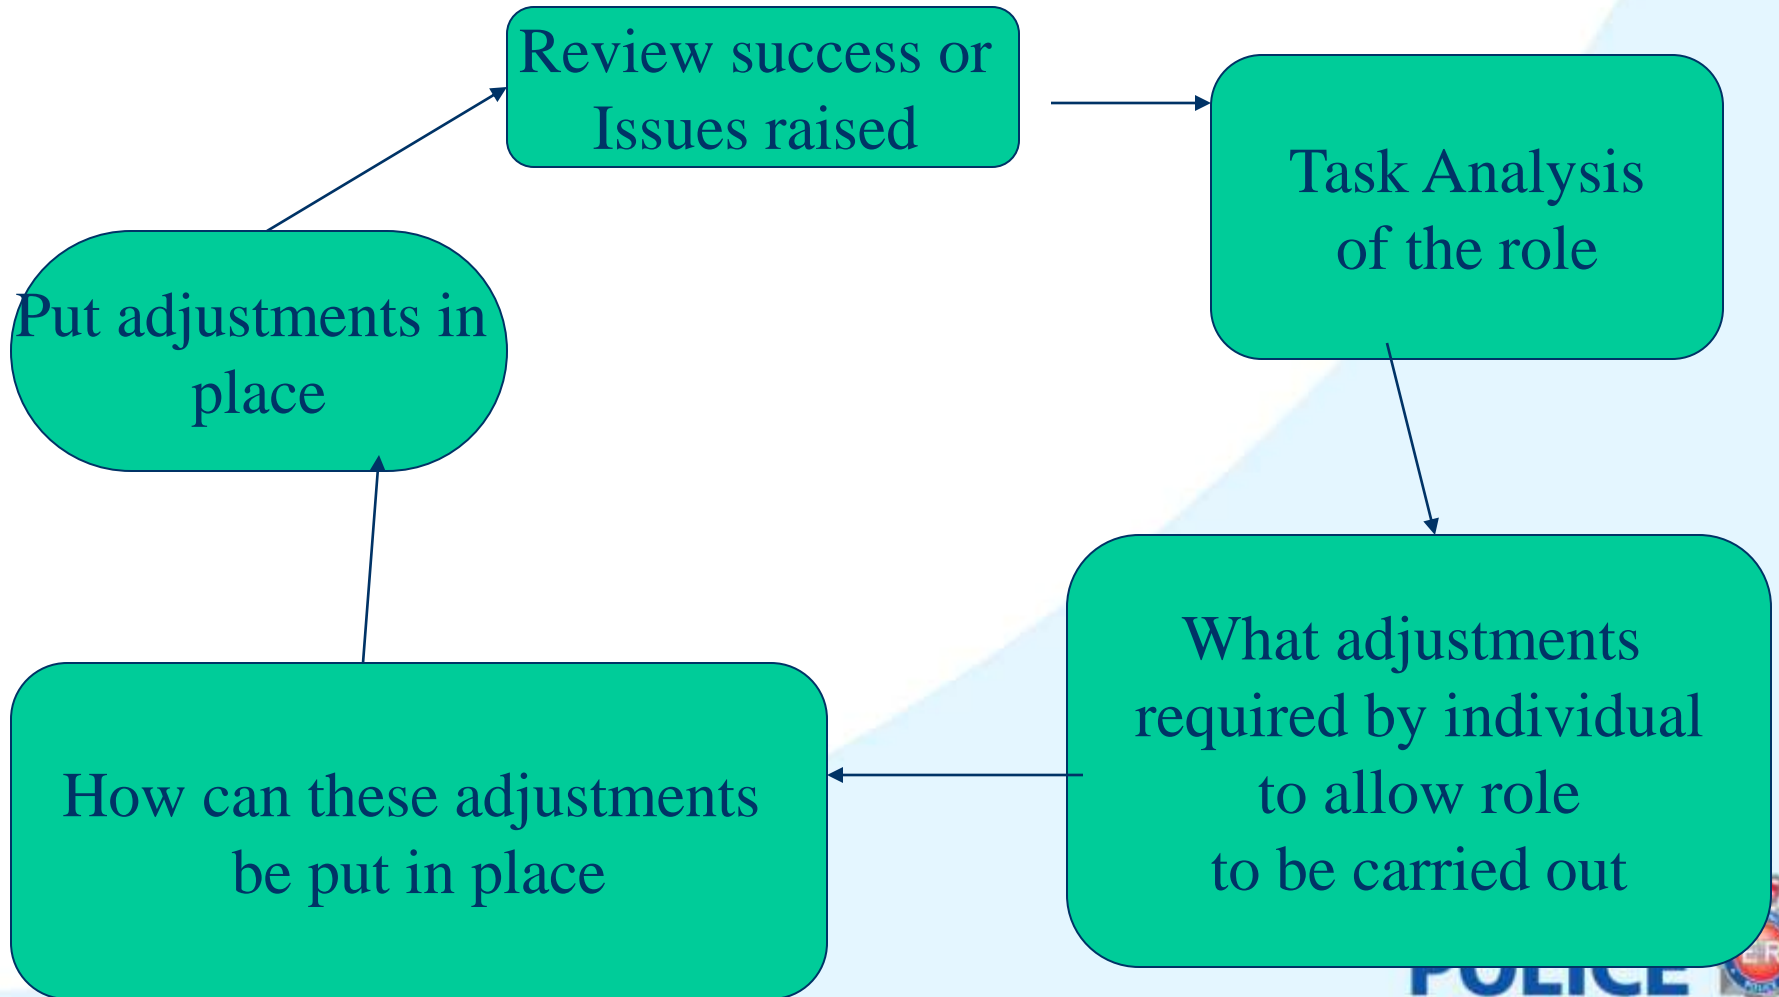 Review success or
Issues raised
Task Analysis
of the role
Put adjustments in
place
What adjustments
required by individual
to allow role
to be carried out
How can these adjustments
be put in place
POLICE